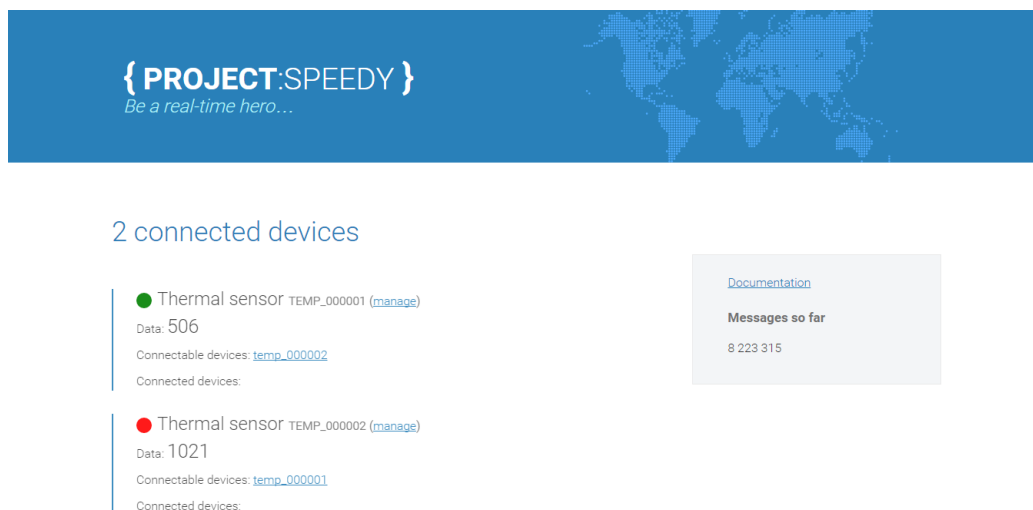 { PROJECT:SPEEDY }
Be a real-time hero...
2 connected devices
Thermal sensor TEMP_000001 (manage)
Data: 506
Connectable devices: temp_000002
Connected devices:
Thermal sensor TEMP_000002 (manage)
Data: 1021
Connectable devices: temp_000001
Connected devices:
Documentation
Messages so far
8 223 315